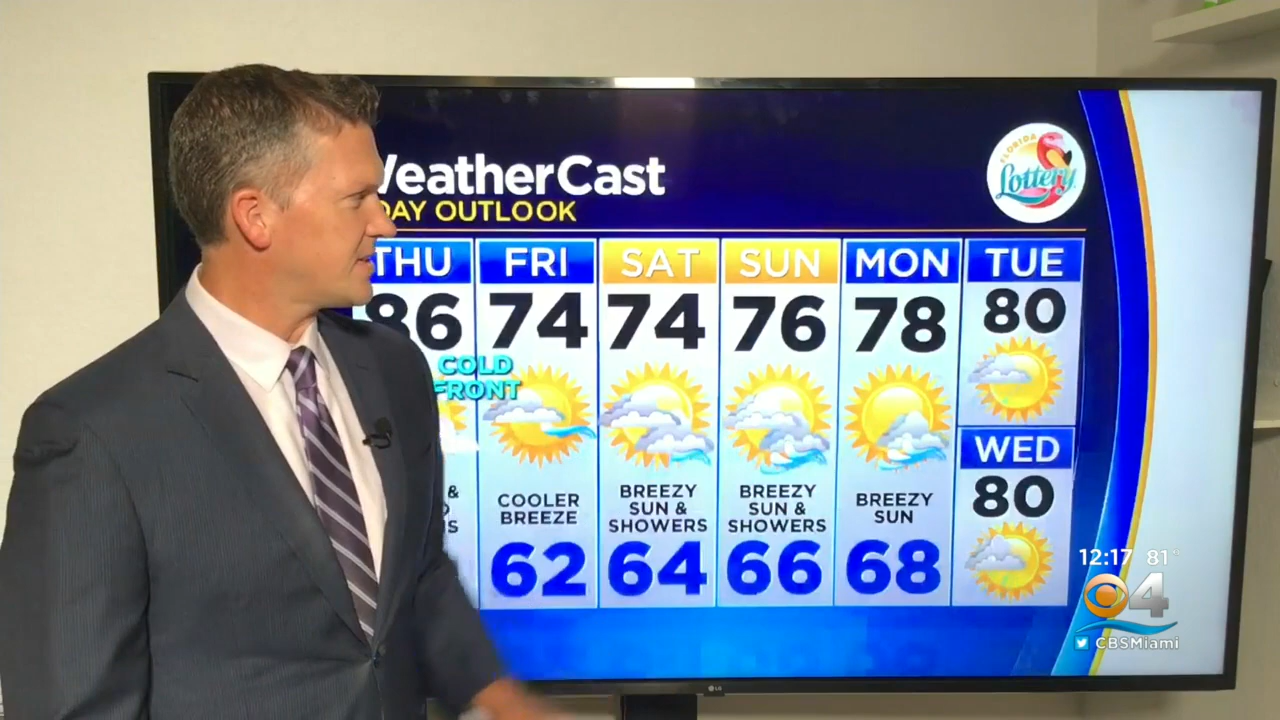 WeatherCast
DAY OUTLOOK
FLORIDA
Lottery
THU
FRI
SAT
SUN
MON
TUE
86
74
74
76
78
80
COLD
FRONT
WED
80
&
COOLER
BREEZE
BREEZY
SUN &
SHOWERS
BREEZY
SUN &
SHOWERS
BREEZY
SUN
62
64
66
68
12:17 81°
4
CBSMiami
LG